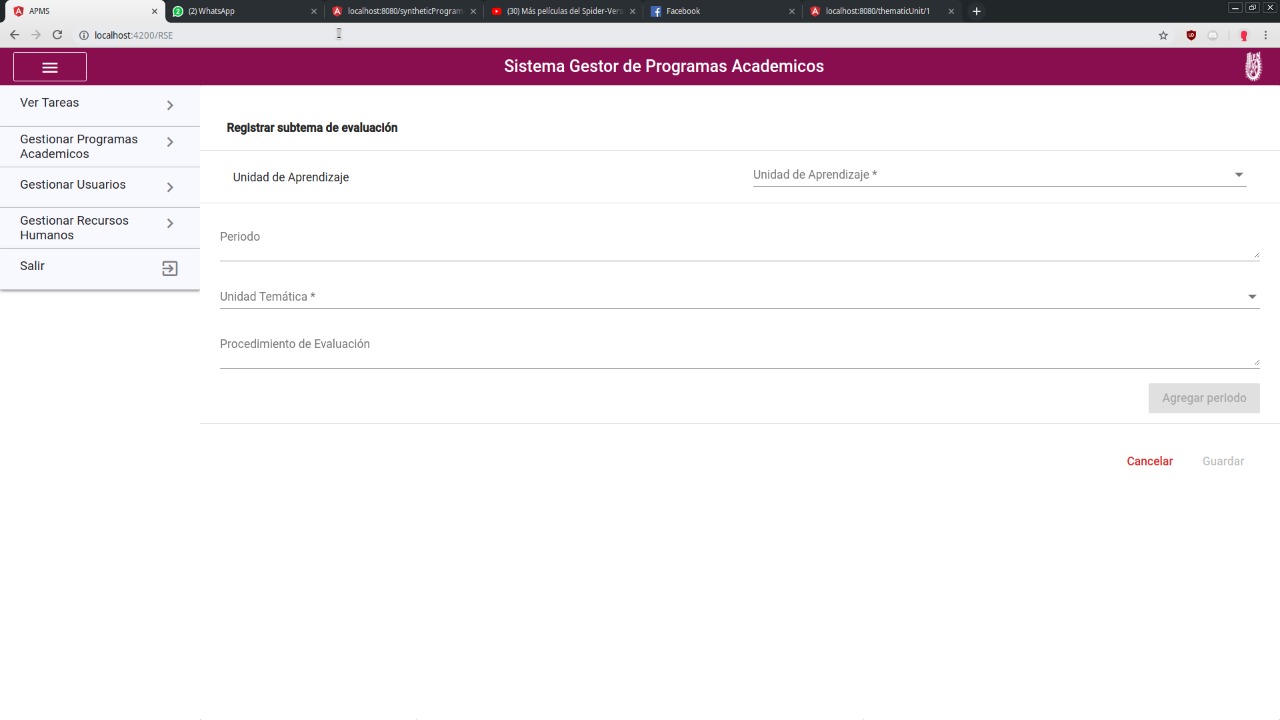 APMS
(2) WhatsApp
localhost:8080/syntheticProgram
(30) Más películas del Spider-Vers
Facebook
localhost:8080/thematicUnit/1
localhost:4200/RSE
Sistema Gestor de Programas Academicos
Ver Tareas
Gestionar Programas
Academicos
Gestionar Usuarios
Gestionar Recursos
Humanos
Salir
Registrar subtema de evaluación
Unidad de Aprendizaje
Unidad de Aprendizaje *
Periodo
Unidad Temática *
Procedimiento de Evaluación
Agregar periodo
Cancelar
Guardar